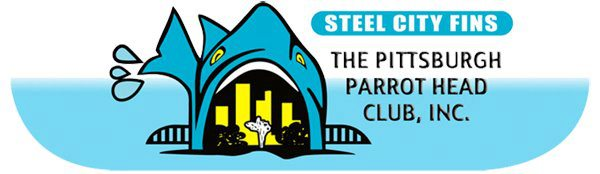 STEEL CITY FINS
THE PITTSBURGH
PARROT HEAD
CLUB, INC.